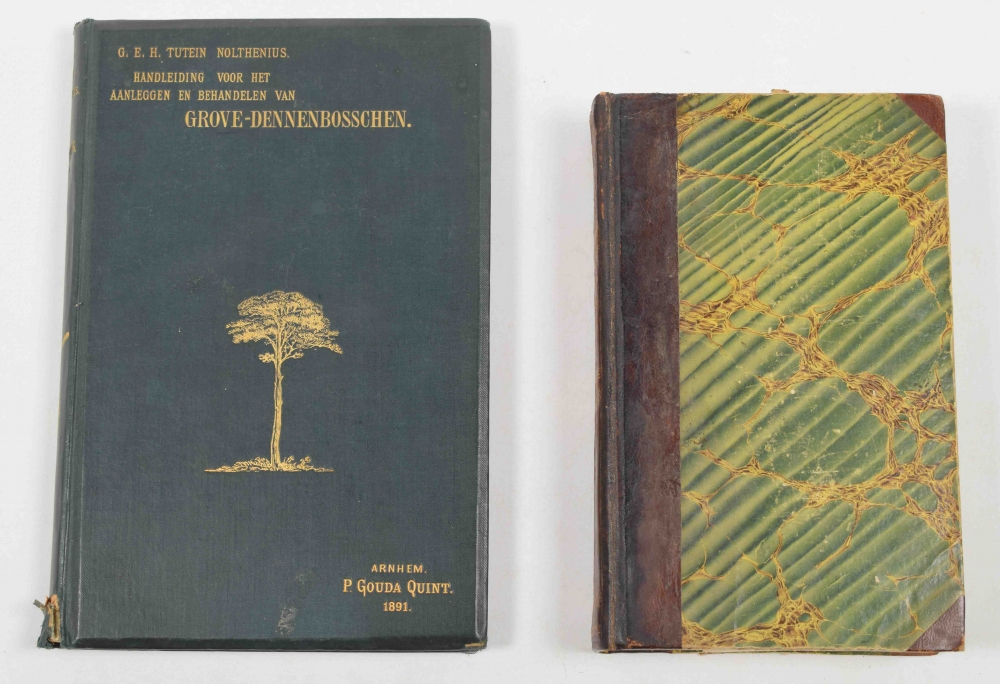 G. E. H. TUTEIN NOLTHENIUS.
HANDLEIDING VOOR HET
AANLEGGEN EN BEHANDELEN VAN
GROVE-DENNENBOSSCHEN.
ARNHEM.
P. GOUDA QUINT.
1891.